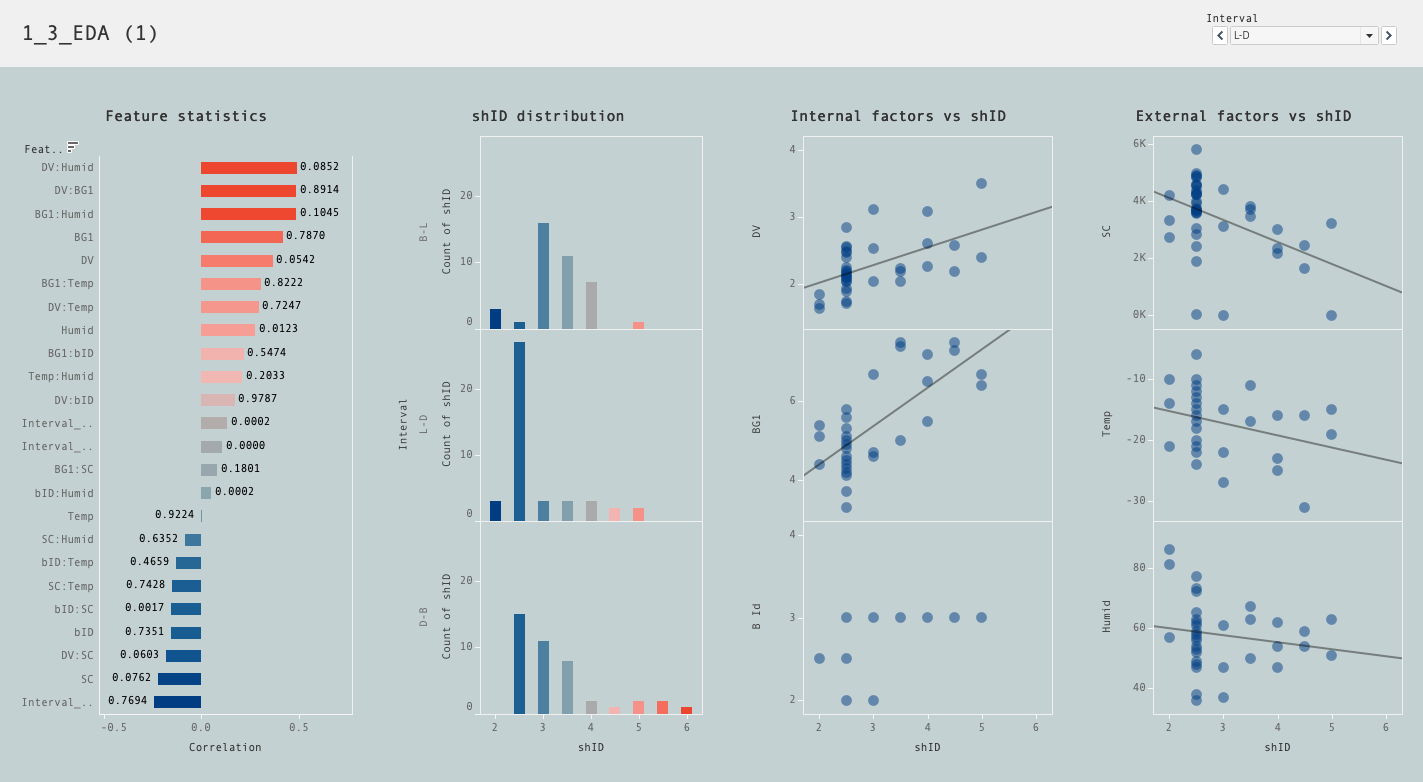 1_3_EDA (1)
Interval
L-D
Feature statistics
Feat..
DV:Humid 0.0852
DV:BG1 0.8914
BG1:Humid 0.1045
BG1 0.7870
DV 0.0542
BG1:Temp 0.8222
DV:Temp 0.7247
Humid 0.0123
BG1:bID 0.5474
Temp:Humid 0.2033
DV:bID 0.9787
Interval_.. 0.0002
Interval_.. 0.0000
BG1:SC 0.1801
bID:Humid 0.0002
Temp 0.9224
SC:Humid 0.6352
bID:Temp 0.4659
SC:Temp 0.7428
bID:SC 0.0017
bID 0.7351
DV:SC 0.0603
SC 0.0762
Interval_.. 0.7694
-0.5 0.0 0.5
Correlation
shID distribution
Interval
B-L
Count of shID
20
10
0
L-D
Count of shID
20
10
0
D-B
Count of shID
20
10
0
2 3 4 5 6
shID
Internal factors vs shID
DV
4
3
2
BG1
6
4
B Id
4
3
2
2 3 4 5 6
shID
External factors vs shID
SC
6K
4K
2K
0K
Temp
-10
-20
-30
Humid
80
60
40
2 3 4 5 6
shID